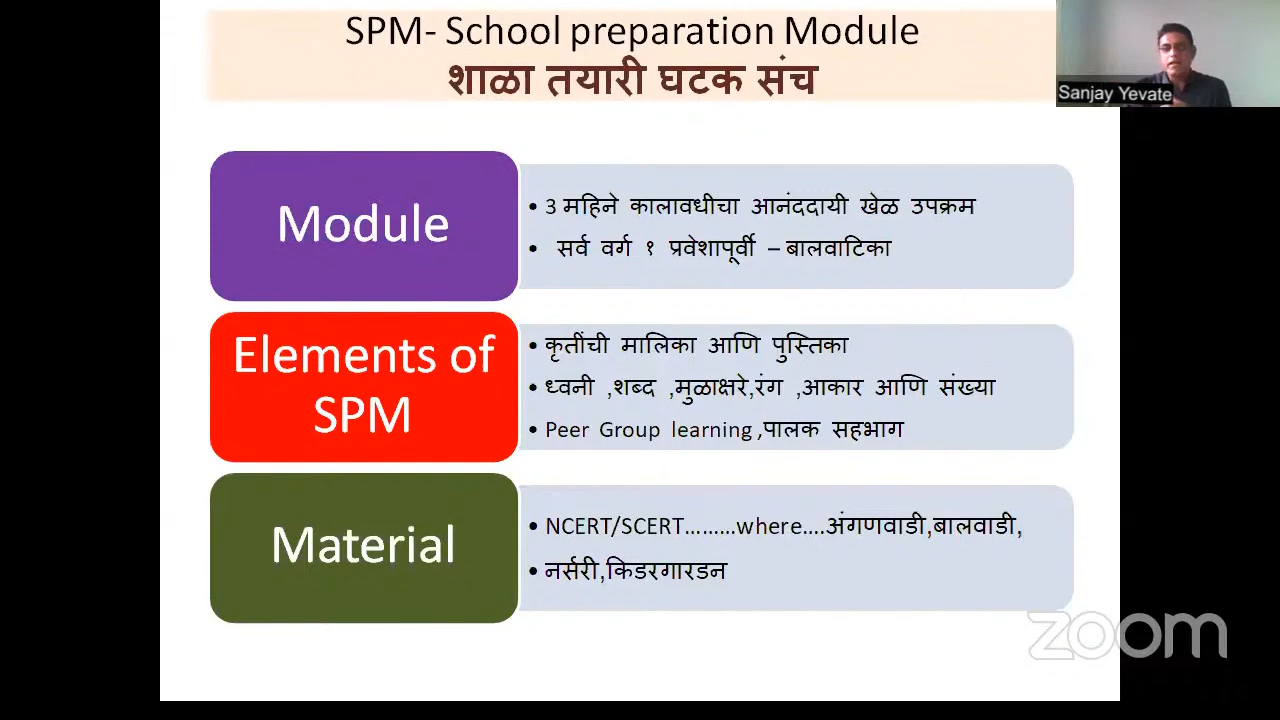 SPM- School preparation Module
शाळा तयारी घटक संच
Sanjay Yevate
Module
• 3 महिने कालावधीचा आनंददायी खेळ उपक्रम
• सर्व वर्ग १ प्रवेशापूर्वी – बालवाटिका
Elements of
SPM
• कृतींची मालिका आणि पुस्तिका
• ध्वनी ,शब्द ,मुळाक्षरे,रंग ,आकार आणि संख्या
• Peer Group learning ,पालक सहभाग
Material
• NCERT/SCERT………where….अंगणवाडी,बालवाडी,
• नर्सरी,किडरगारडन
zoom